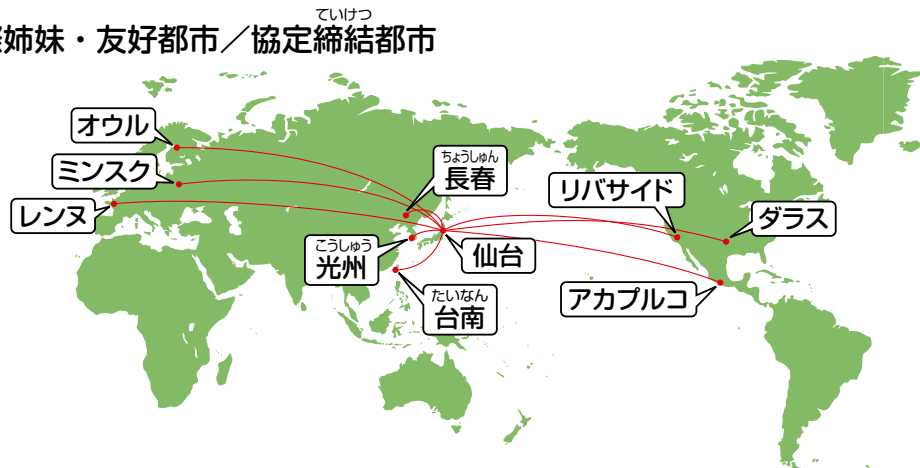 ていけつ
姉妹・友好都市／協定締結都市
オウル
ミンスク
レンヌ
ちょうしゅん
長春
こうしゅう
光州
仙台
たいなん
台南
リバサイド
ダラス
アカプルコ